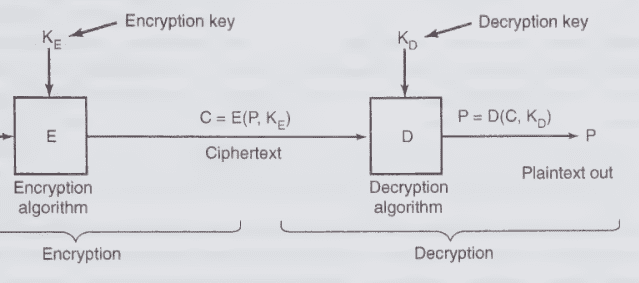 Encryption key
Decryption key
K_E
K_D
C = E(P, K_E)
P = D(C, K_D)
E
D
P
Ciphertext
Plaintext out
Encryption
algorithm
Decryption
algorithm
Encryption
Decryption